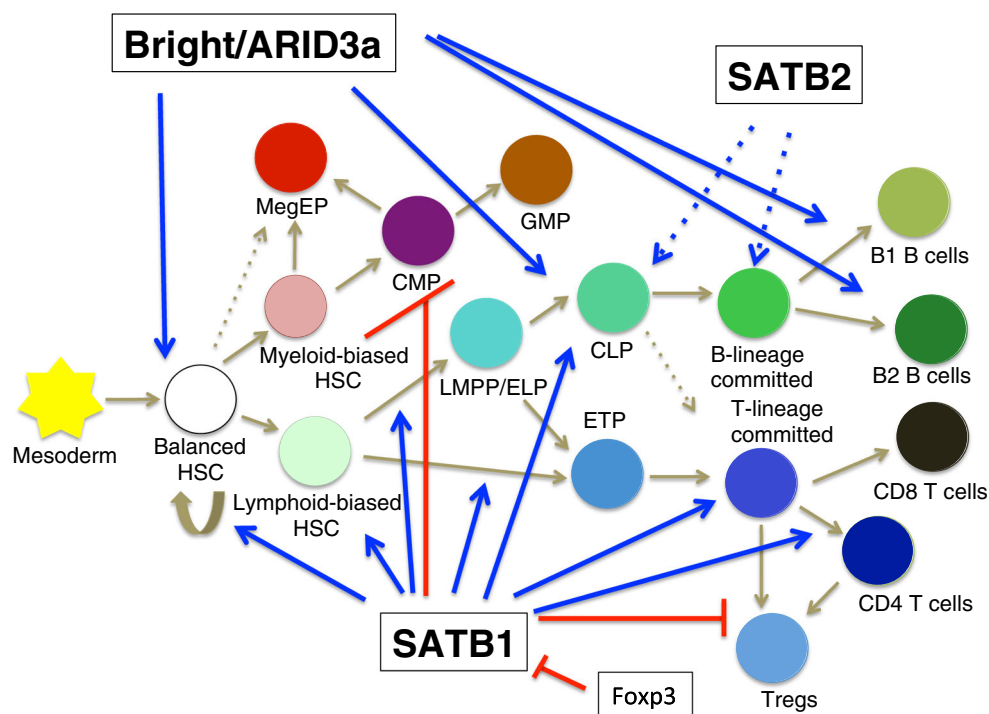 Bright/ARID3a
SATB2
MegEP
GMP
CMP
B1 B cells
Myeloid-biased
HSC
CLP
LMPP/ELP
B-lineage
committed
B2 B cells
T-lineage
committed
ETP
Mesoderm
Balanced
HSC
Lymphoid-biased
HSC
CD8 T cells
CD4 T cells
SATB1
Foxp3
Tregs